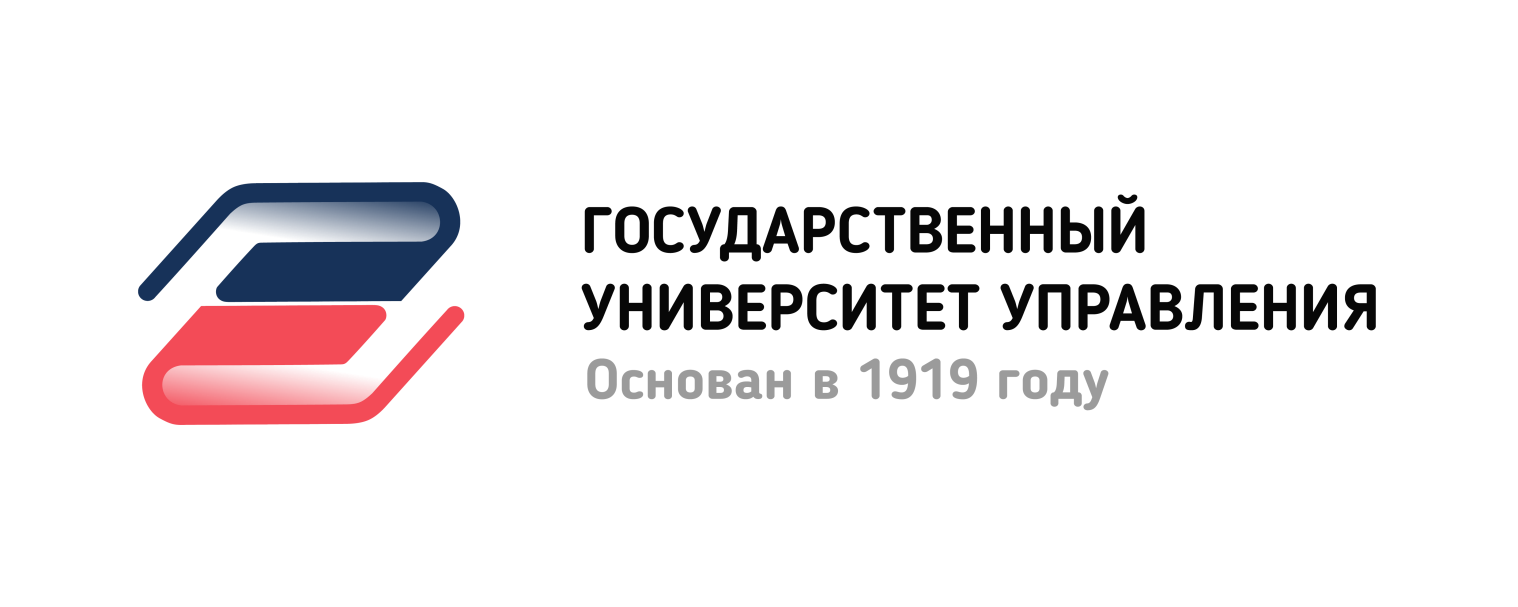 ГОСУДАРСТВЕННЫЙ
УНИВЕРСИТЕТ УПРАВЛЕНИЯ
Основан в 1919 году